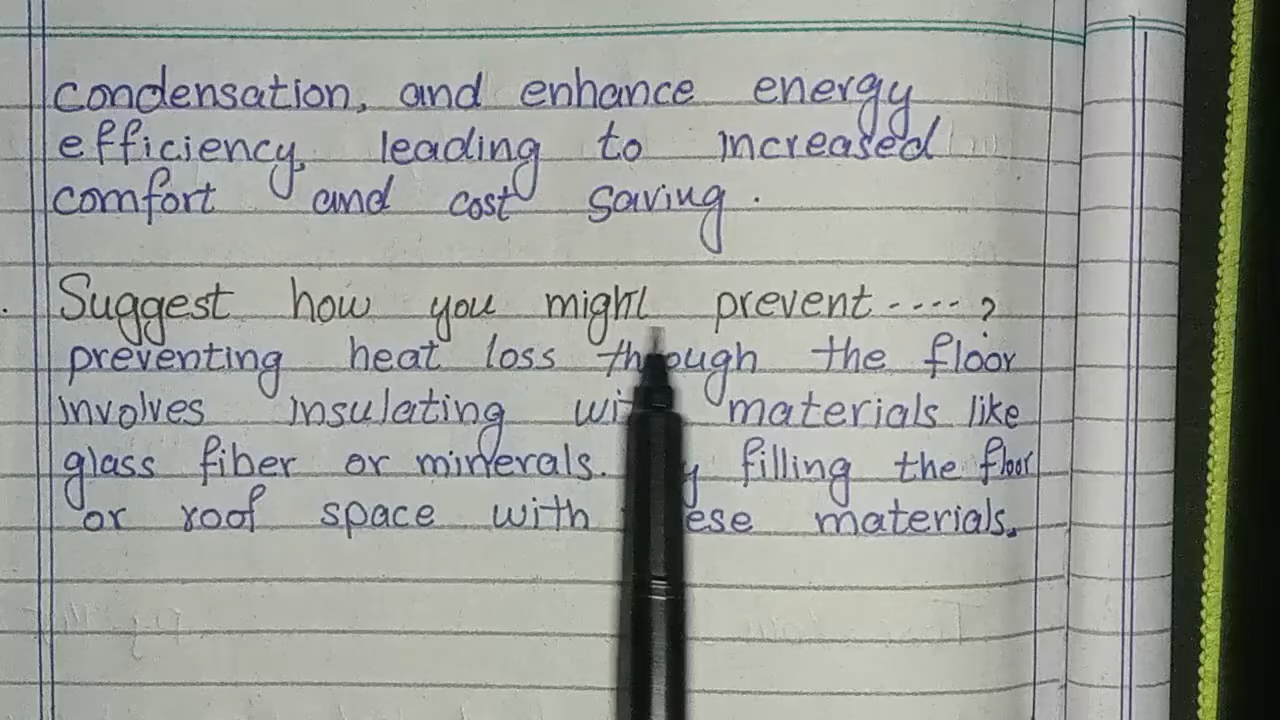 condensation, and enhance energy
efficiency, leading to increased
comfort and cost saving.
Suggest how you might prevent ----?
preventing heat loss through the floor
involves insulating materials like
glass fiber or minerals. filling the floor
or roof space with materials.